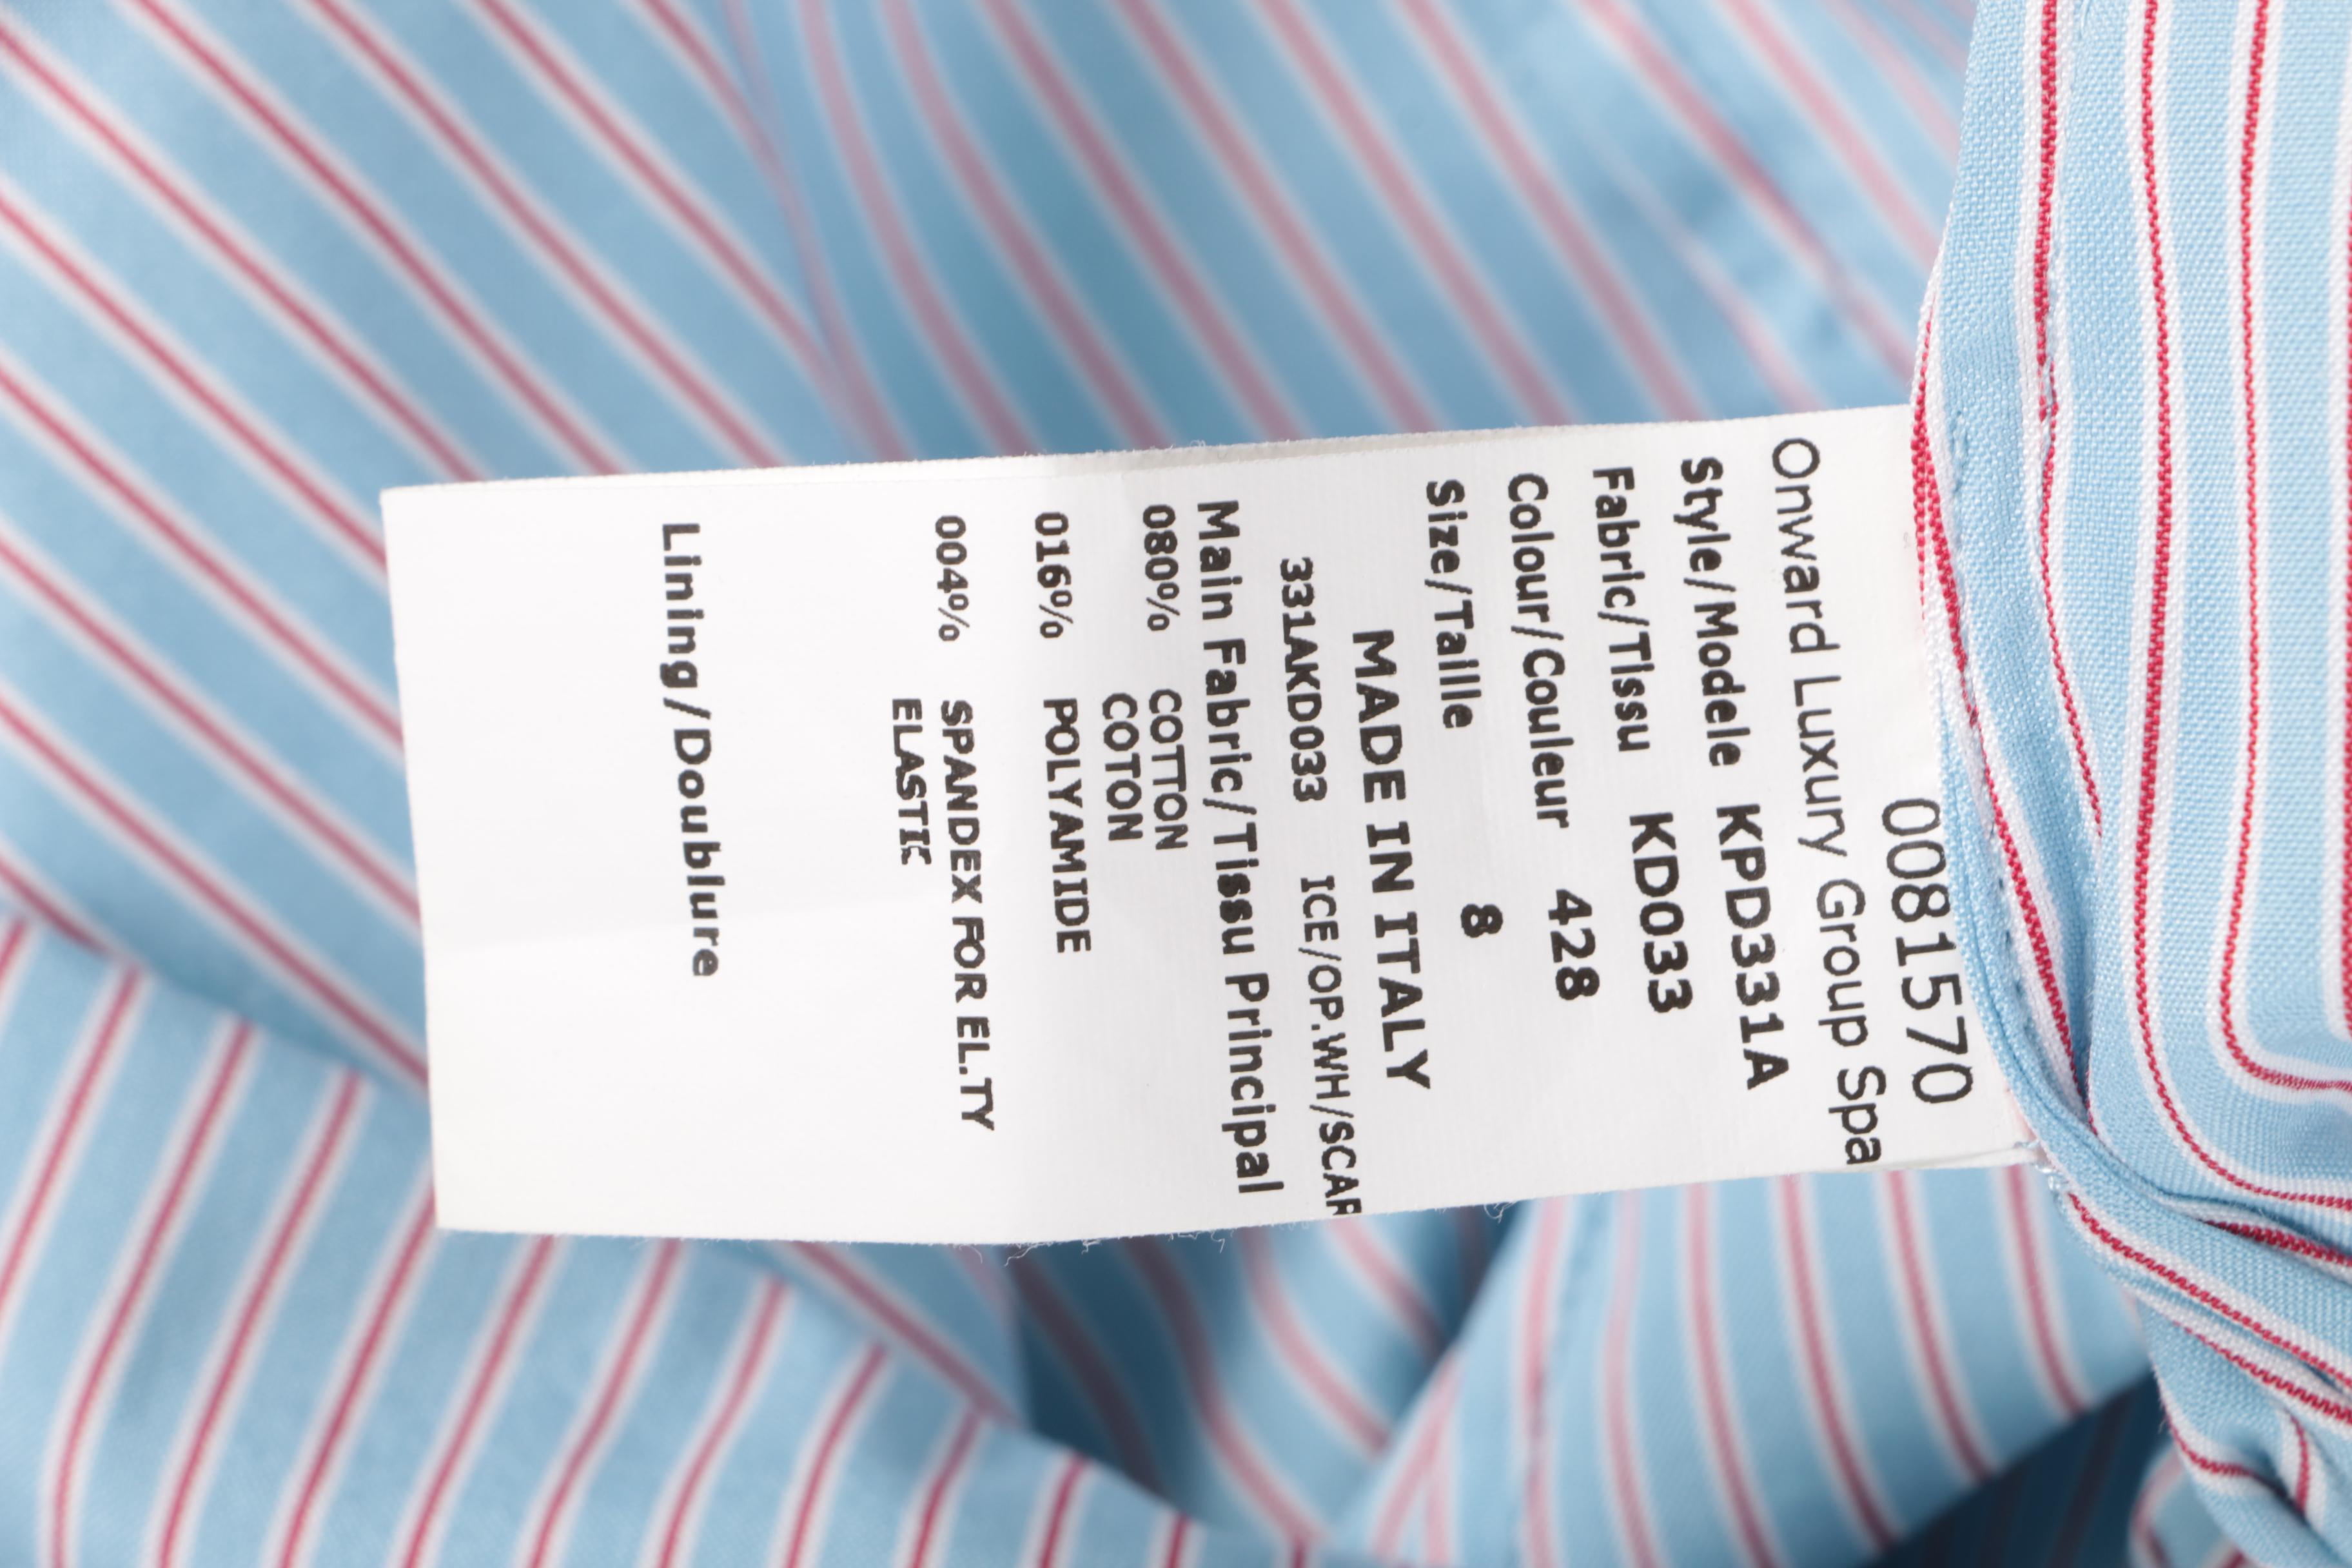 0081570
Onward Luxury Group Spa
Style/Modele KPD331A
Fabric/Tissu KD033
Colour/Couleur 428
Size/Taille 8
MADE IN ITALY
331AKD033 ICE/OP.WH/SCAR
Main Fabric/Tissu Principal
080% COTTON
COTON
016% POLYAMIDE
004% SPANDEX FOR EL.TY
ELASTIC
Lining/Doublure